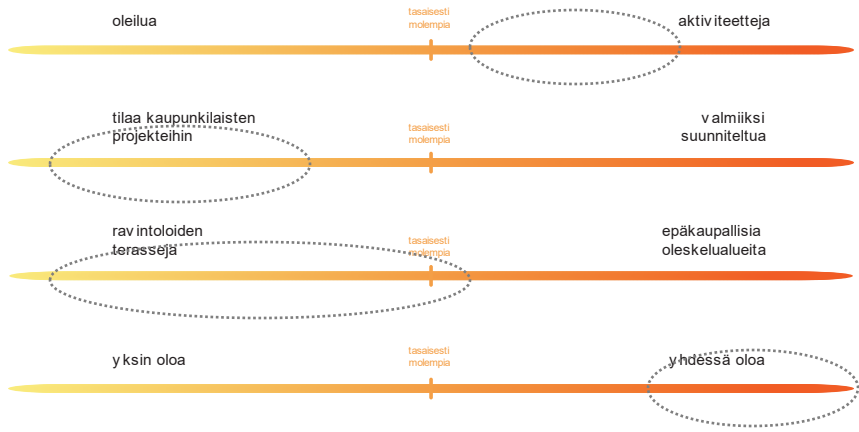 oleilua
tasaisesti
molempia
aktiviteetteja
tilaa kaupunkilaisten
projekteihin
tasaisesti
molempia
valmiiksi
suunniteltua
ravintoloiden
terasseja
tasaisesti
molempia
epäkaupallisia
oleskelualueita
yksin oloa
tasaisesti
molempia
yhdessä oloa